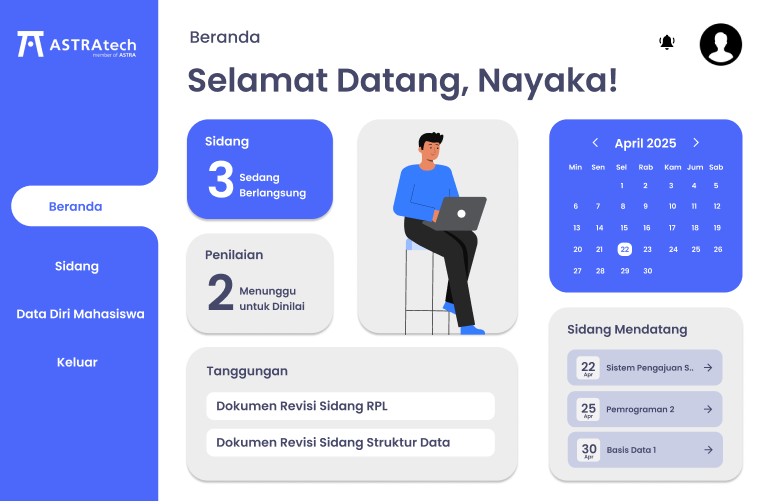 ASTRAtech
member of ASTRA
Beranda
Sidang
Data Diri Mahasiswa
Keluar
Beranda
Selamat Datang, Nayaka!
Sidang
3 Sedang
Berlangsung
Penilaian
2 Menunggu
untuk Dinilai
Tanggungan
Dokumen Revisi Sidang RPL
Dokumen Revisi Sidang Struktur Data
April 2025
Min Sen Sel Rab Kam Jum Sab
1 2 3 4 5
6 7 8 9 10 11 12
13 14 15 16 17 18 19
20 21 22 23 24 25 26
27 28 29 30
Sidang Mendatang
22 Apr Sistem Pengajuan S..
25 Apr Pemrograman 2
30 Apr Basis Data 1